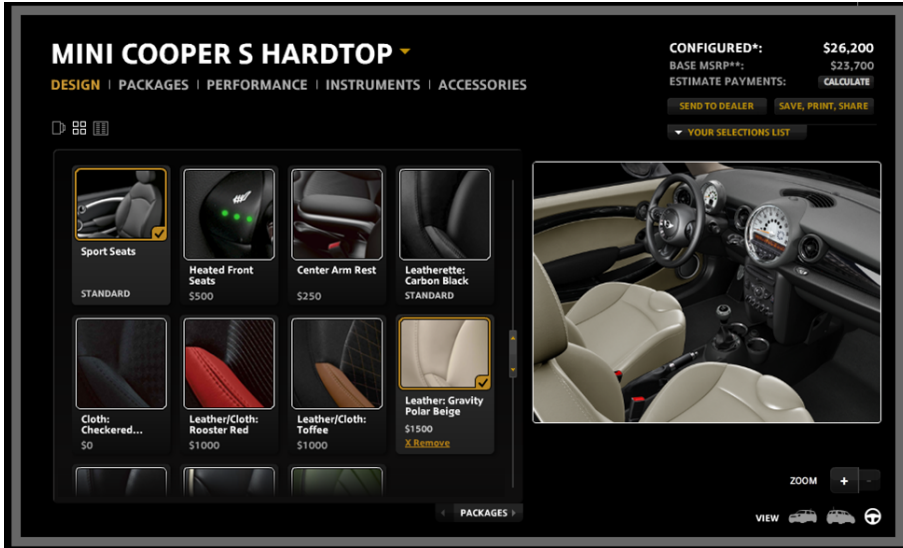 MINI COOPER S HARDTOP
DESIGN | PACKAGES | PERFORMANCE | INSTRUMENTS | ACCESSORIES
CONFIGURED*: $26,200
BASE MSRP**: $23,700
ESTIMATE PAYMENTS: CALCULATE
SEND TO DEALER SAVE, PRINT, SHARE
YOUR SELECTIONS LIST
Sport Seats
STANDARD
Heated Front
Seats
$500
Center Arm Rest
$250
Leatherette:
Carbon Black
STANDARD
Cloth:
Checkered...
$0
Leather/Cloth:
Rooster Red
$1000
Leather/Cloth:
Toffee
$1000
Leather: Gravity
Polar Beige
$1500
X Remove
PACKAGES
ZOOM + -
VIEW